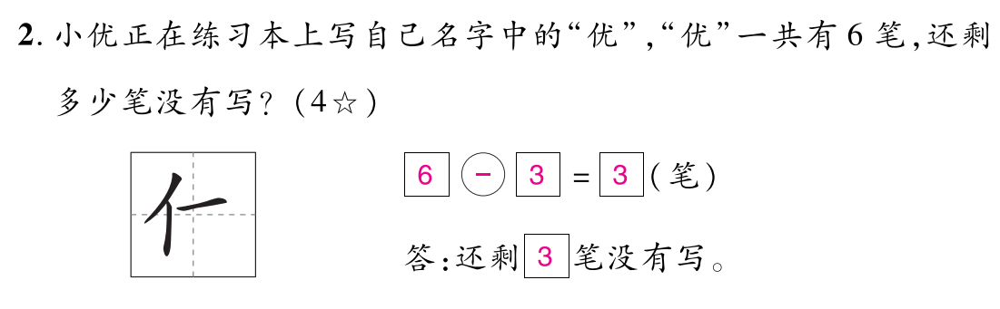 2. 小优正在练习本上写自己名字中的“优”,“优”一共有 6 笔,还剩
多少笔没有写?(4☆)
6 - 3 = 3 (笔)
答:还剩 3 笔没有写。